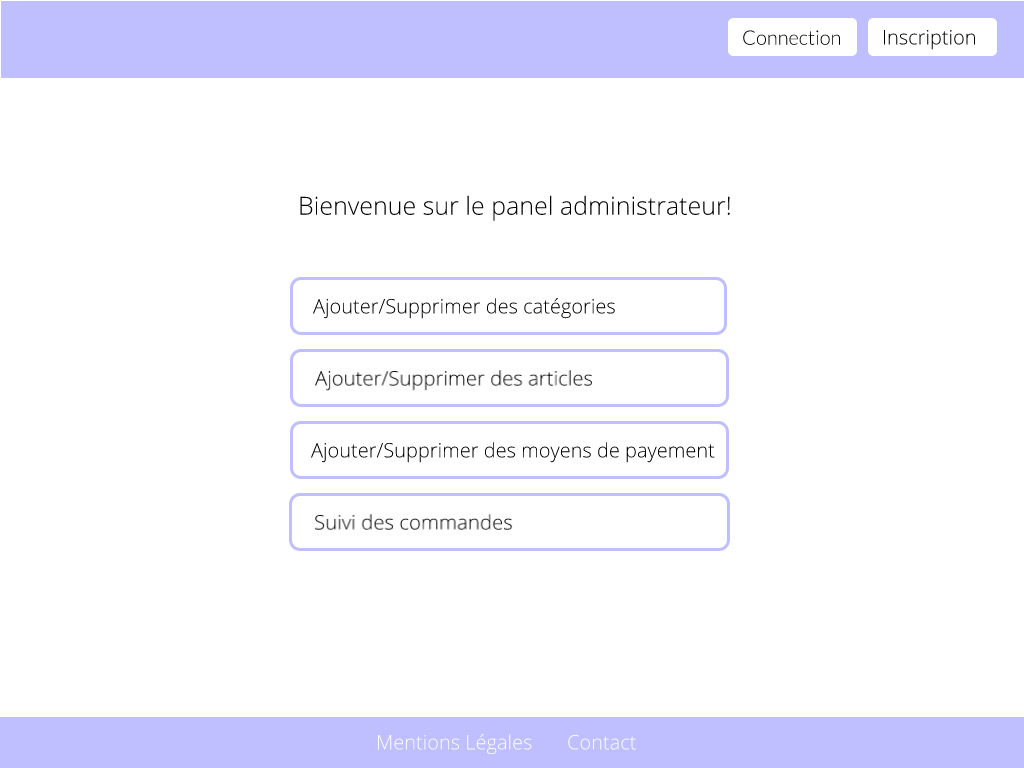 Connection
Inscription
Bienvenue sur le panel administrateur!
Ajouter/Supprimer des catégories
Ajouter/Supprimer des articles
Ajouter/Supprimer des moyens de payement
Suivi des commandes
Mentions Légales
Contact